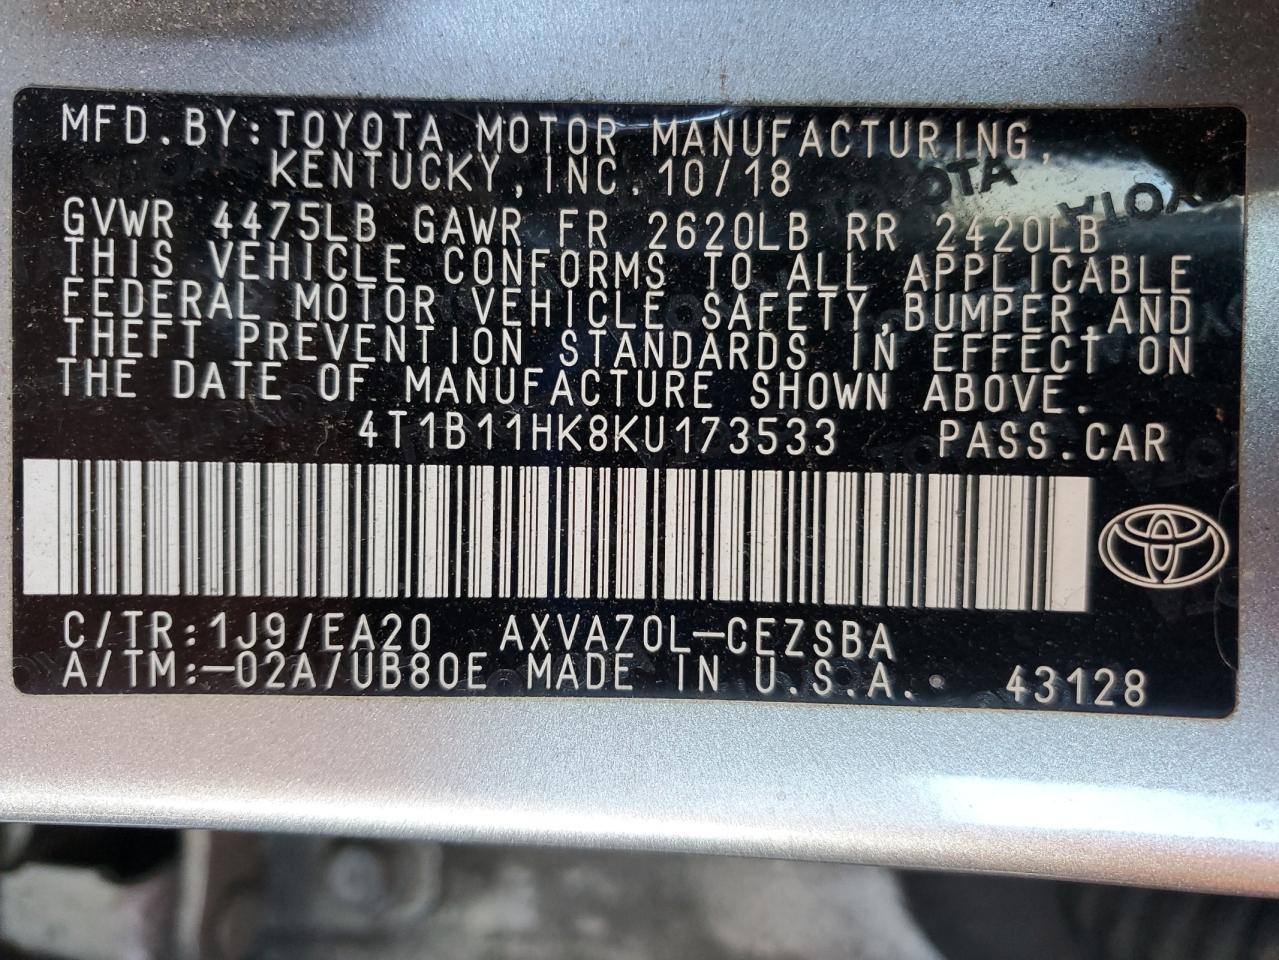 MFD.BY:TOYOTA MOTOR MANUFACTURING,
KENTUCKY,INC.10/18
GVWR 4475LB GAWR FR 2620LB RR 2420LB
THIS VEHICLE CONFORMS TO ALL APPLICABLE
FEDERAL MOTOR VEHICLE SAFETY,BUMPER,AND
THEFT PREVENTION STANDARDS IN EFFECT ON
THE DATE OF MANUFACTURE SHOWN ABOVE.
4T1B11HK8KU173533 PASS.CAR
C/TR:1J9/EA20 AXVA70L-CEZSBA
A/TM:-02A/UB80E MADE IN U.S.A. 43128